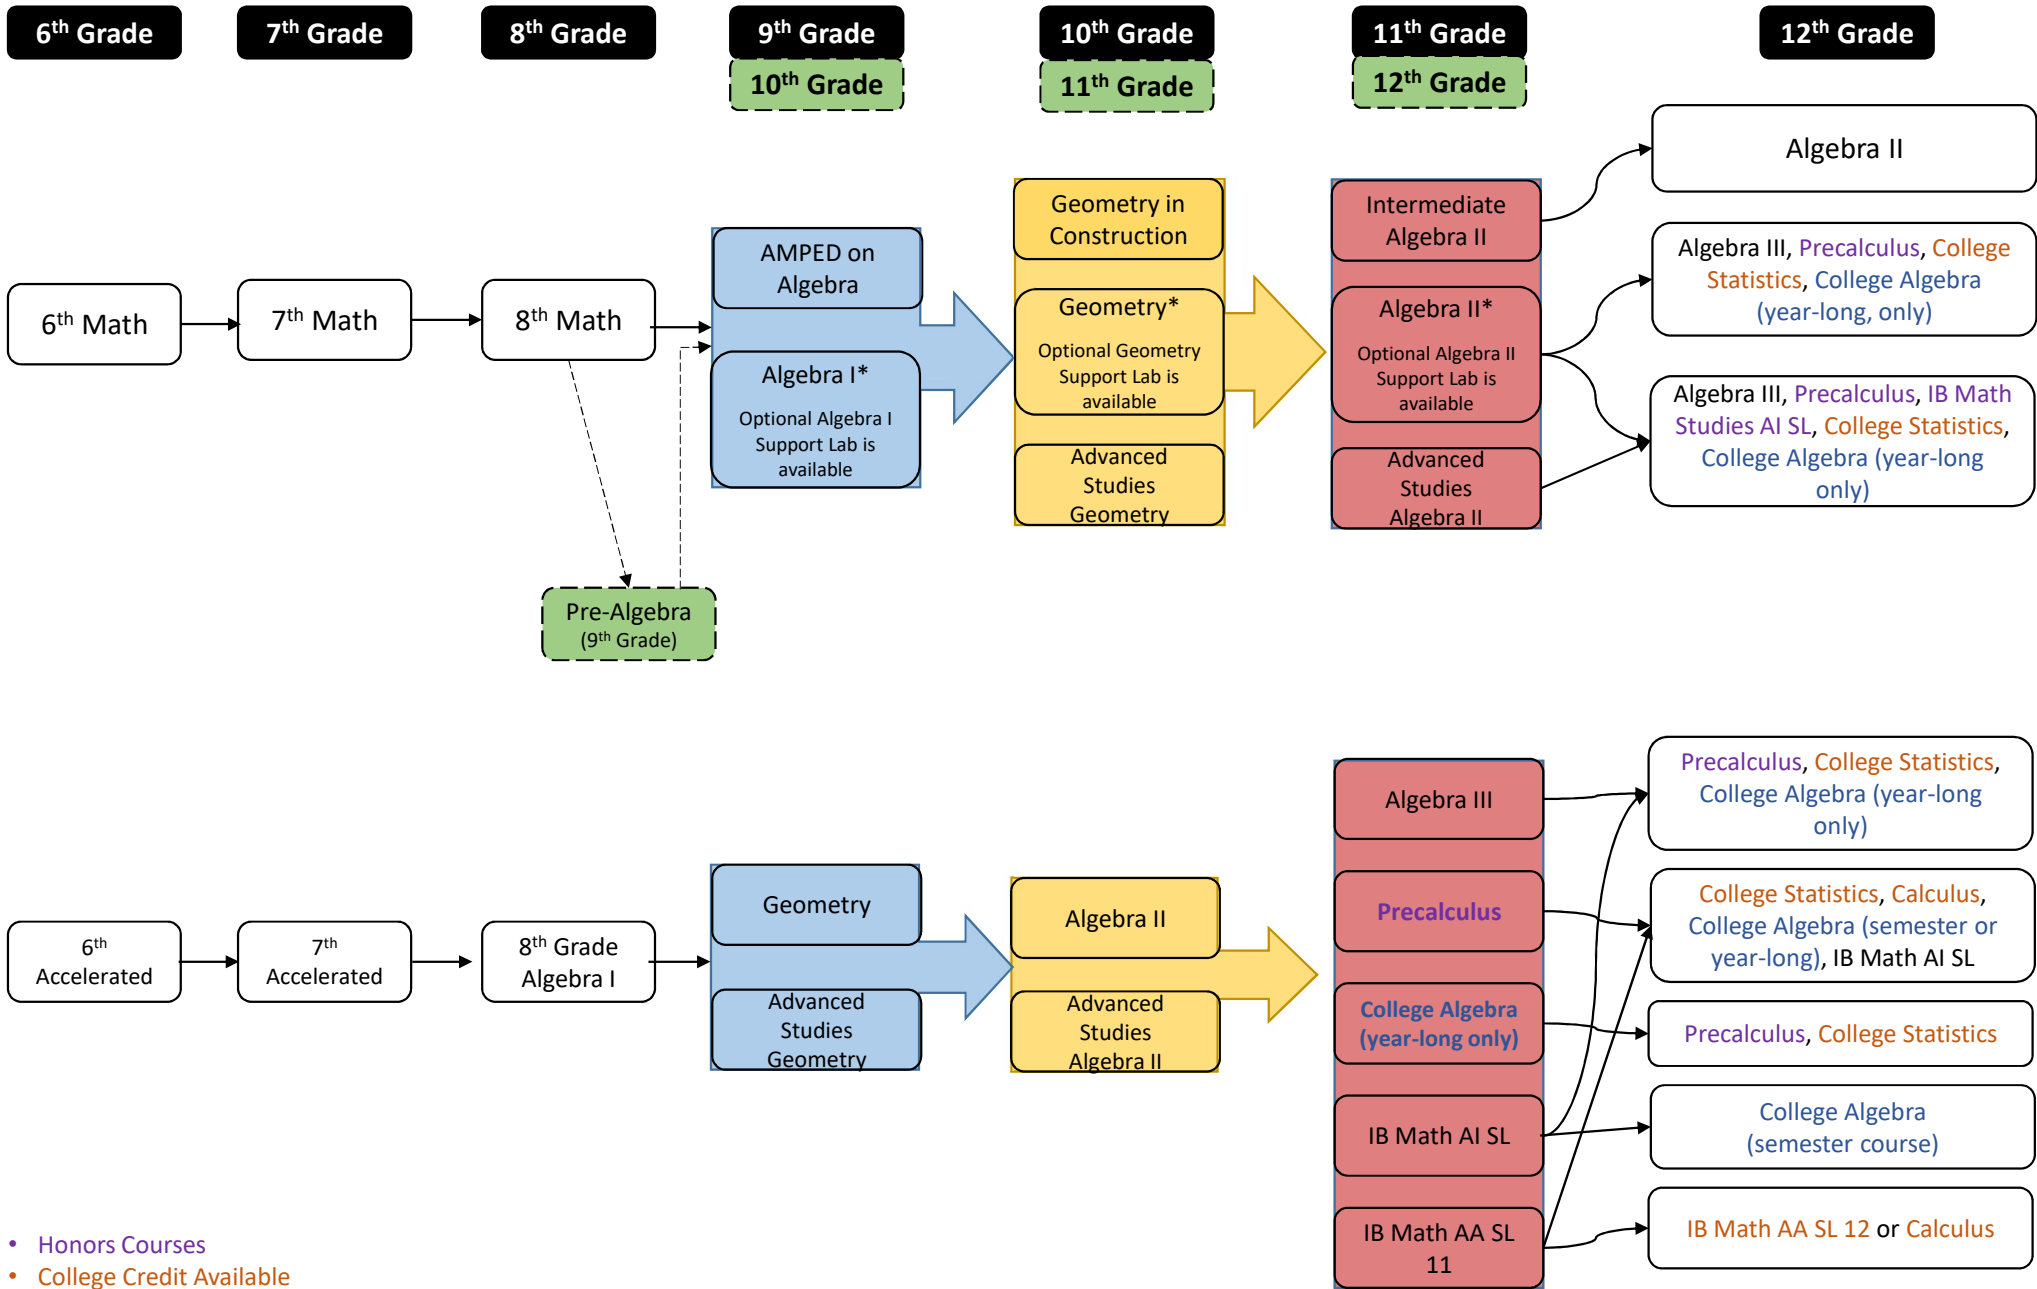 6th Grade
7th Grade
8th Grade
9th Grade
10th Grade
11th Grade
12th Grade
10th Grade
11th Grade
12th Grade
6th Math
7th Math
8th Math
Pre-Algebra
(9th Grade)
AMPED on
Algebra
Algebra I*
Optional Algebra I
Support Lab is
available
Geometry in
Construction
Geometry*
Optional Geometry
Support Lab is
available
Advanced
Studies
Geometry
Intermediate
Algebra II
Algebra II*
Optional Algebra II
Support Lab is
available
Advanced
Studies
Algebra II
Algebra II
Algebra III, Precalculus, College
Statistics, College Algebra
(year-long, only)
Algebra III, Precalculus, IB Math
Studies AI SL, College Statistics,
College Algebra (year-long
only)
6th
Accelerated
7th
Accelerated
8th Grade
Algebra I
Geometry
Advanced
Studies
Geometry
Algebra II
Advanced
Studies
Algebra II
Algebra III
Precalculus
College Algebra
(year-long only)
IB Math AI SL
IB Math AA SL
11
Precalculus, College Statistics,
College Algebra (year-long
only)
College Statistics, Calculus,
College Algebra (semester or
year-long), IB Math AI SL
Precalculus, College Statistics
College Algebra
(semester course)
IB Math AA SL 12 or Calculus
• Honors Courses
• College Credit Available